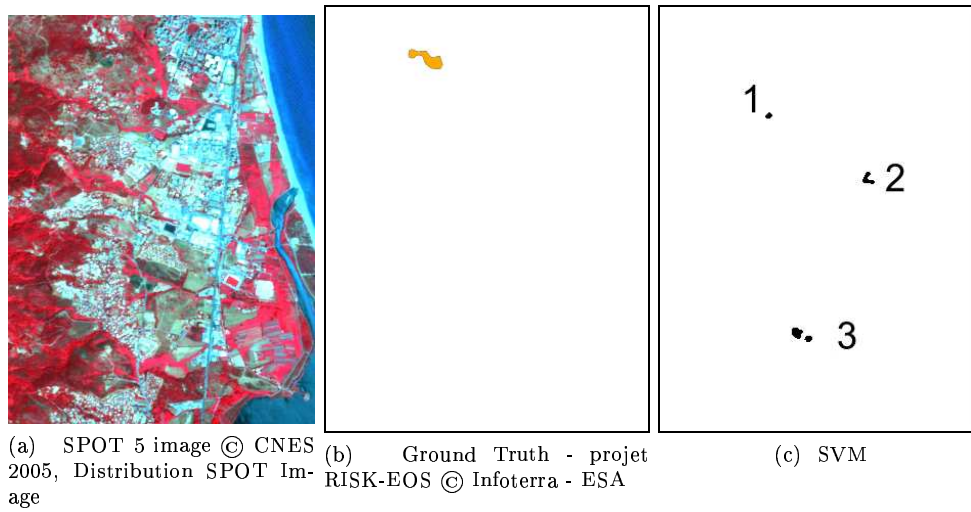 1
2
3
(a) SPOT 5 image © CNES
2005, Distribution SPOT Im-
age
(b) Ground Truth - projet
RISK-EOS © Infoterra - ESA
(c) SVM